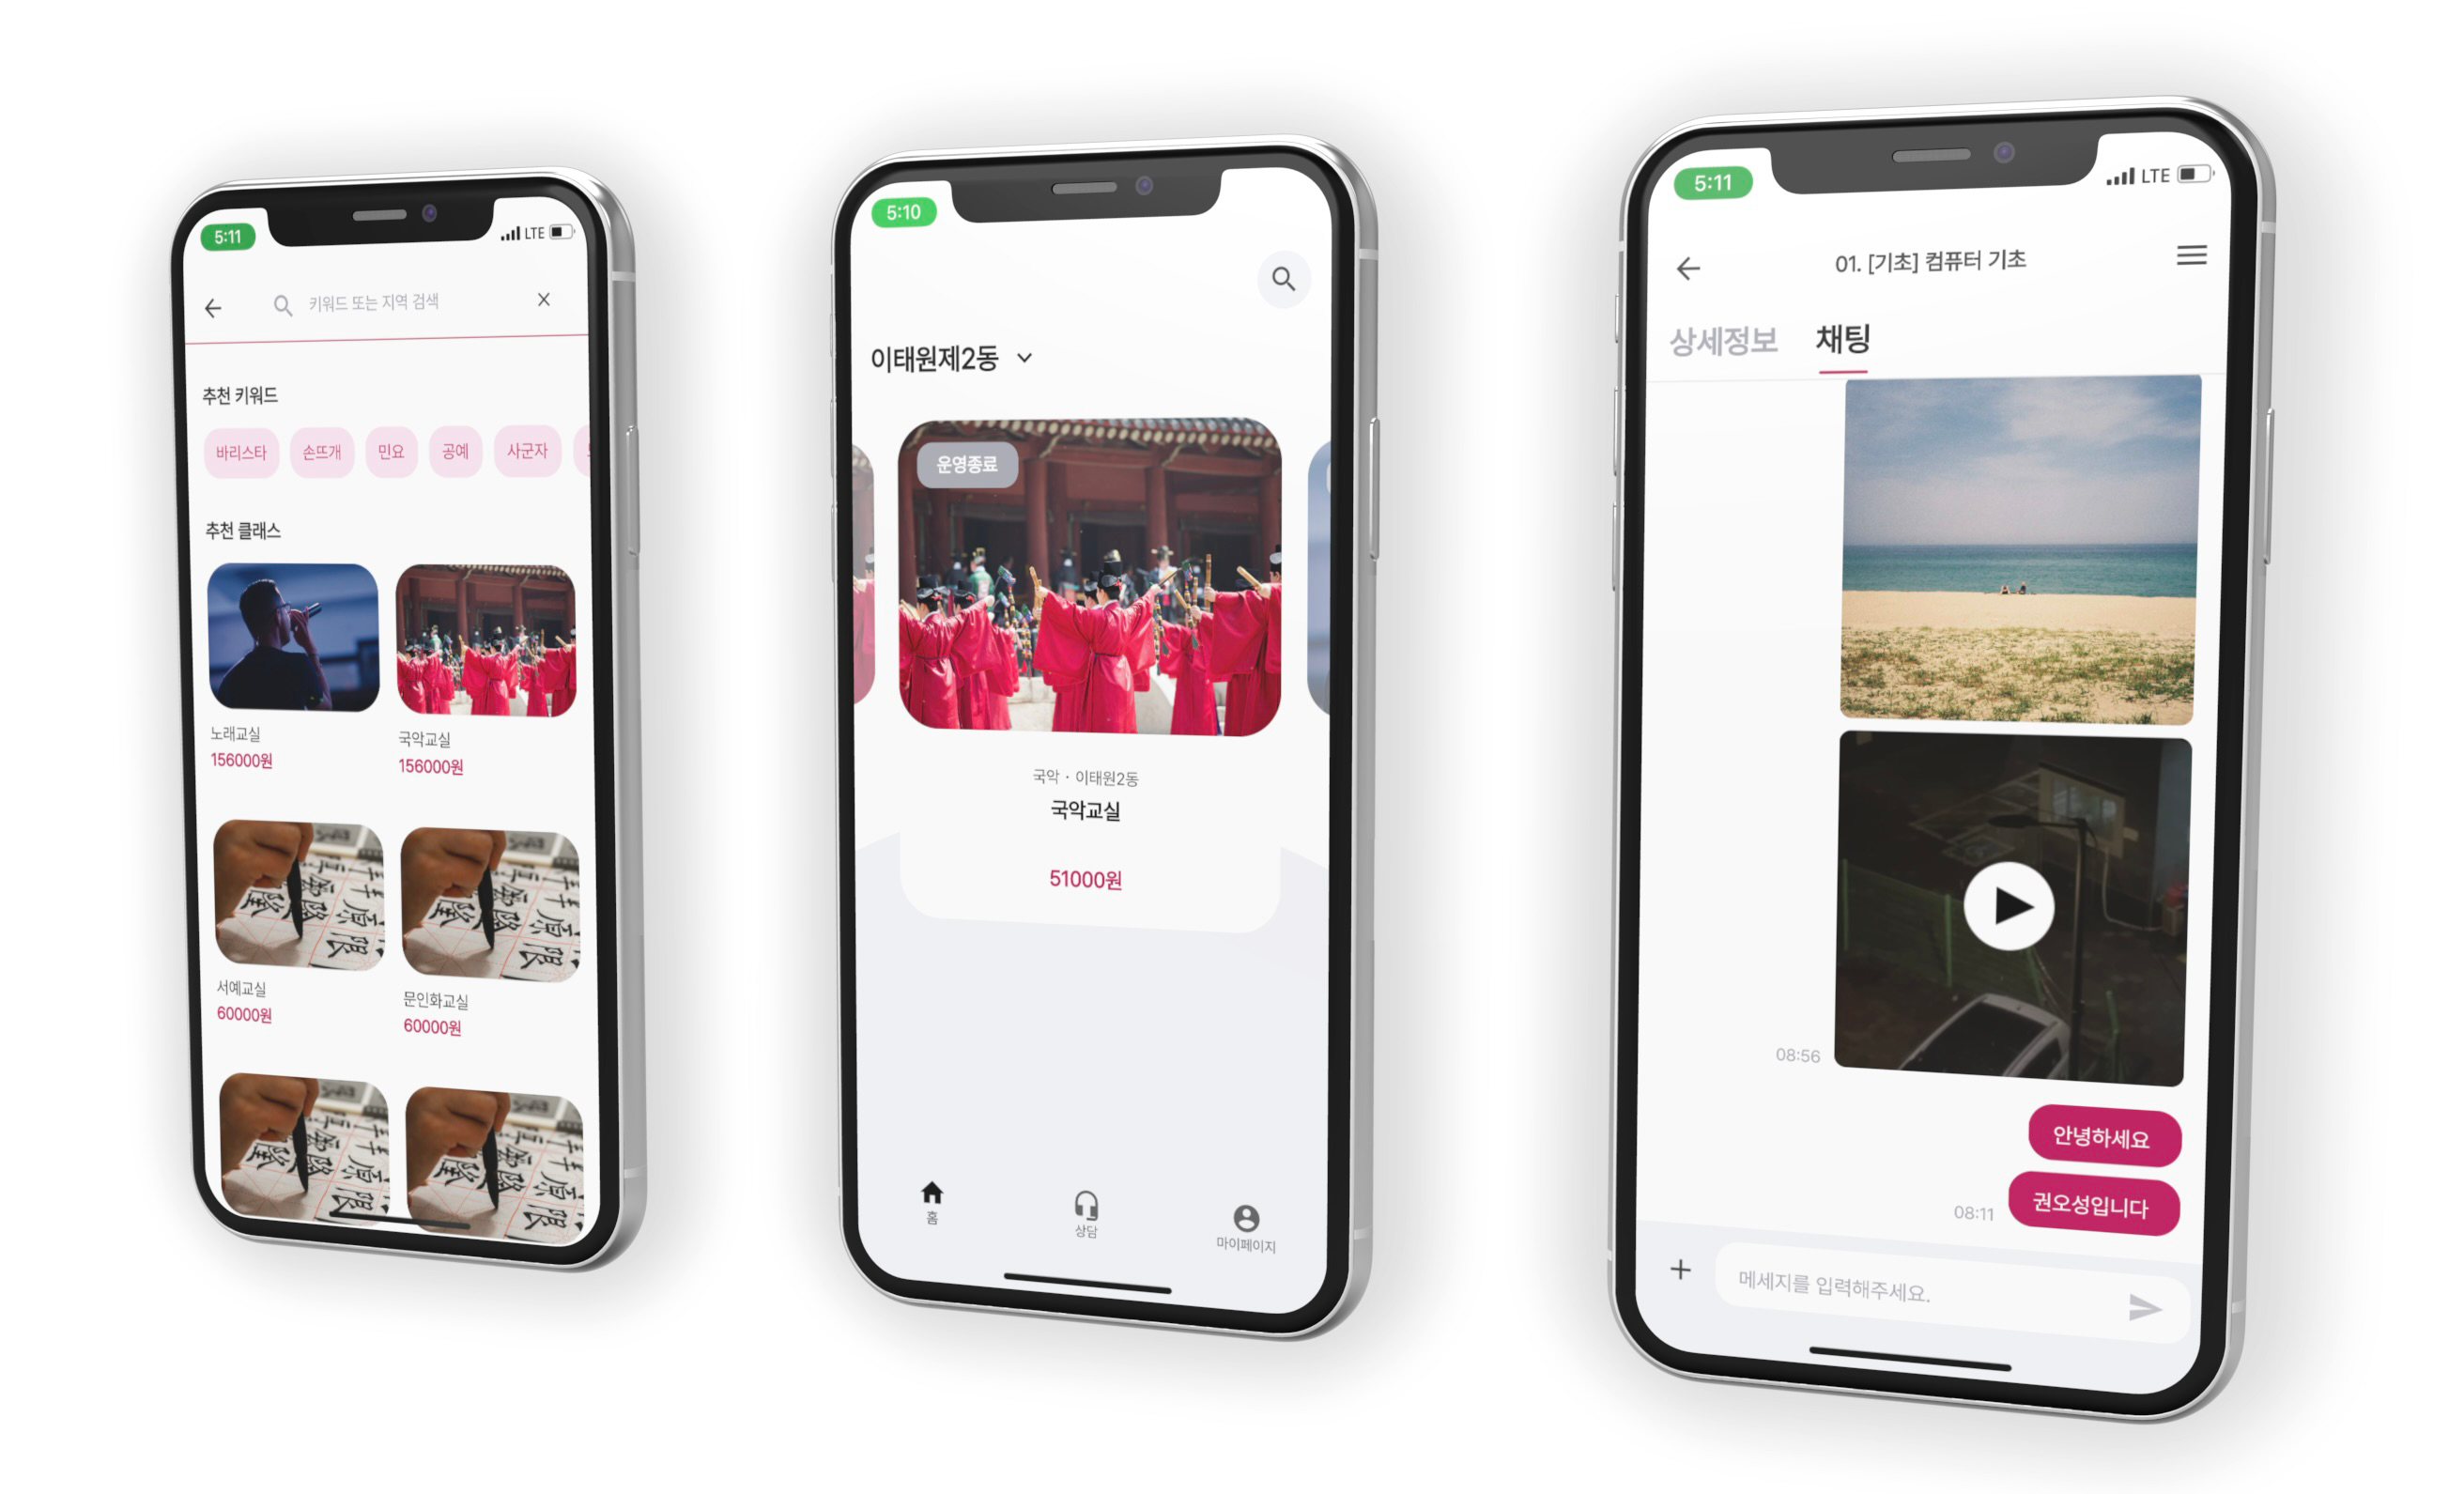 5:11
LTE
키워드 또는 지역 검색
추천 키워드
바리스타 손뜨개 민요 공예 사군자
추천 클래스
노래교실
156000원
국악교실
156000원
서예교실
60000원
문인화교실
60000원
5:10
이태원제2동
운영종료
국악 · 이태원2동
국악교실
51000원
홈
상담
마이페이지
5:11
LTE
01. [기초] 컴퓨터 기초
상세정보 채팅
08:56
안녕하세요
08:11 권오성입니다
메세지를 입력해주세요.